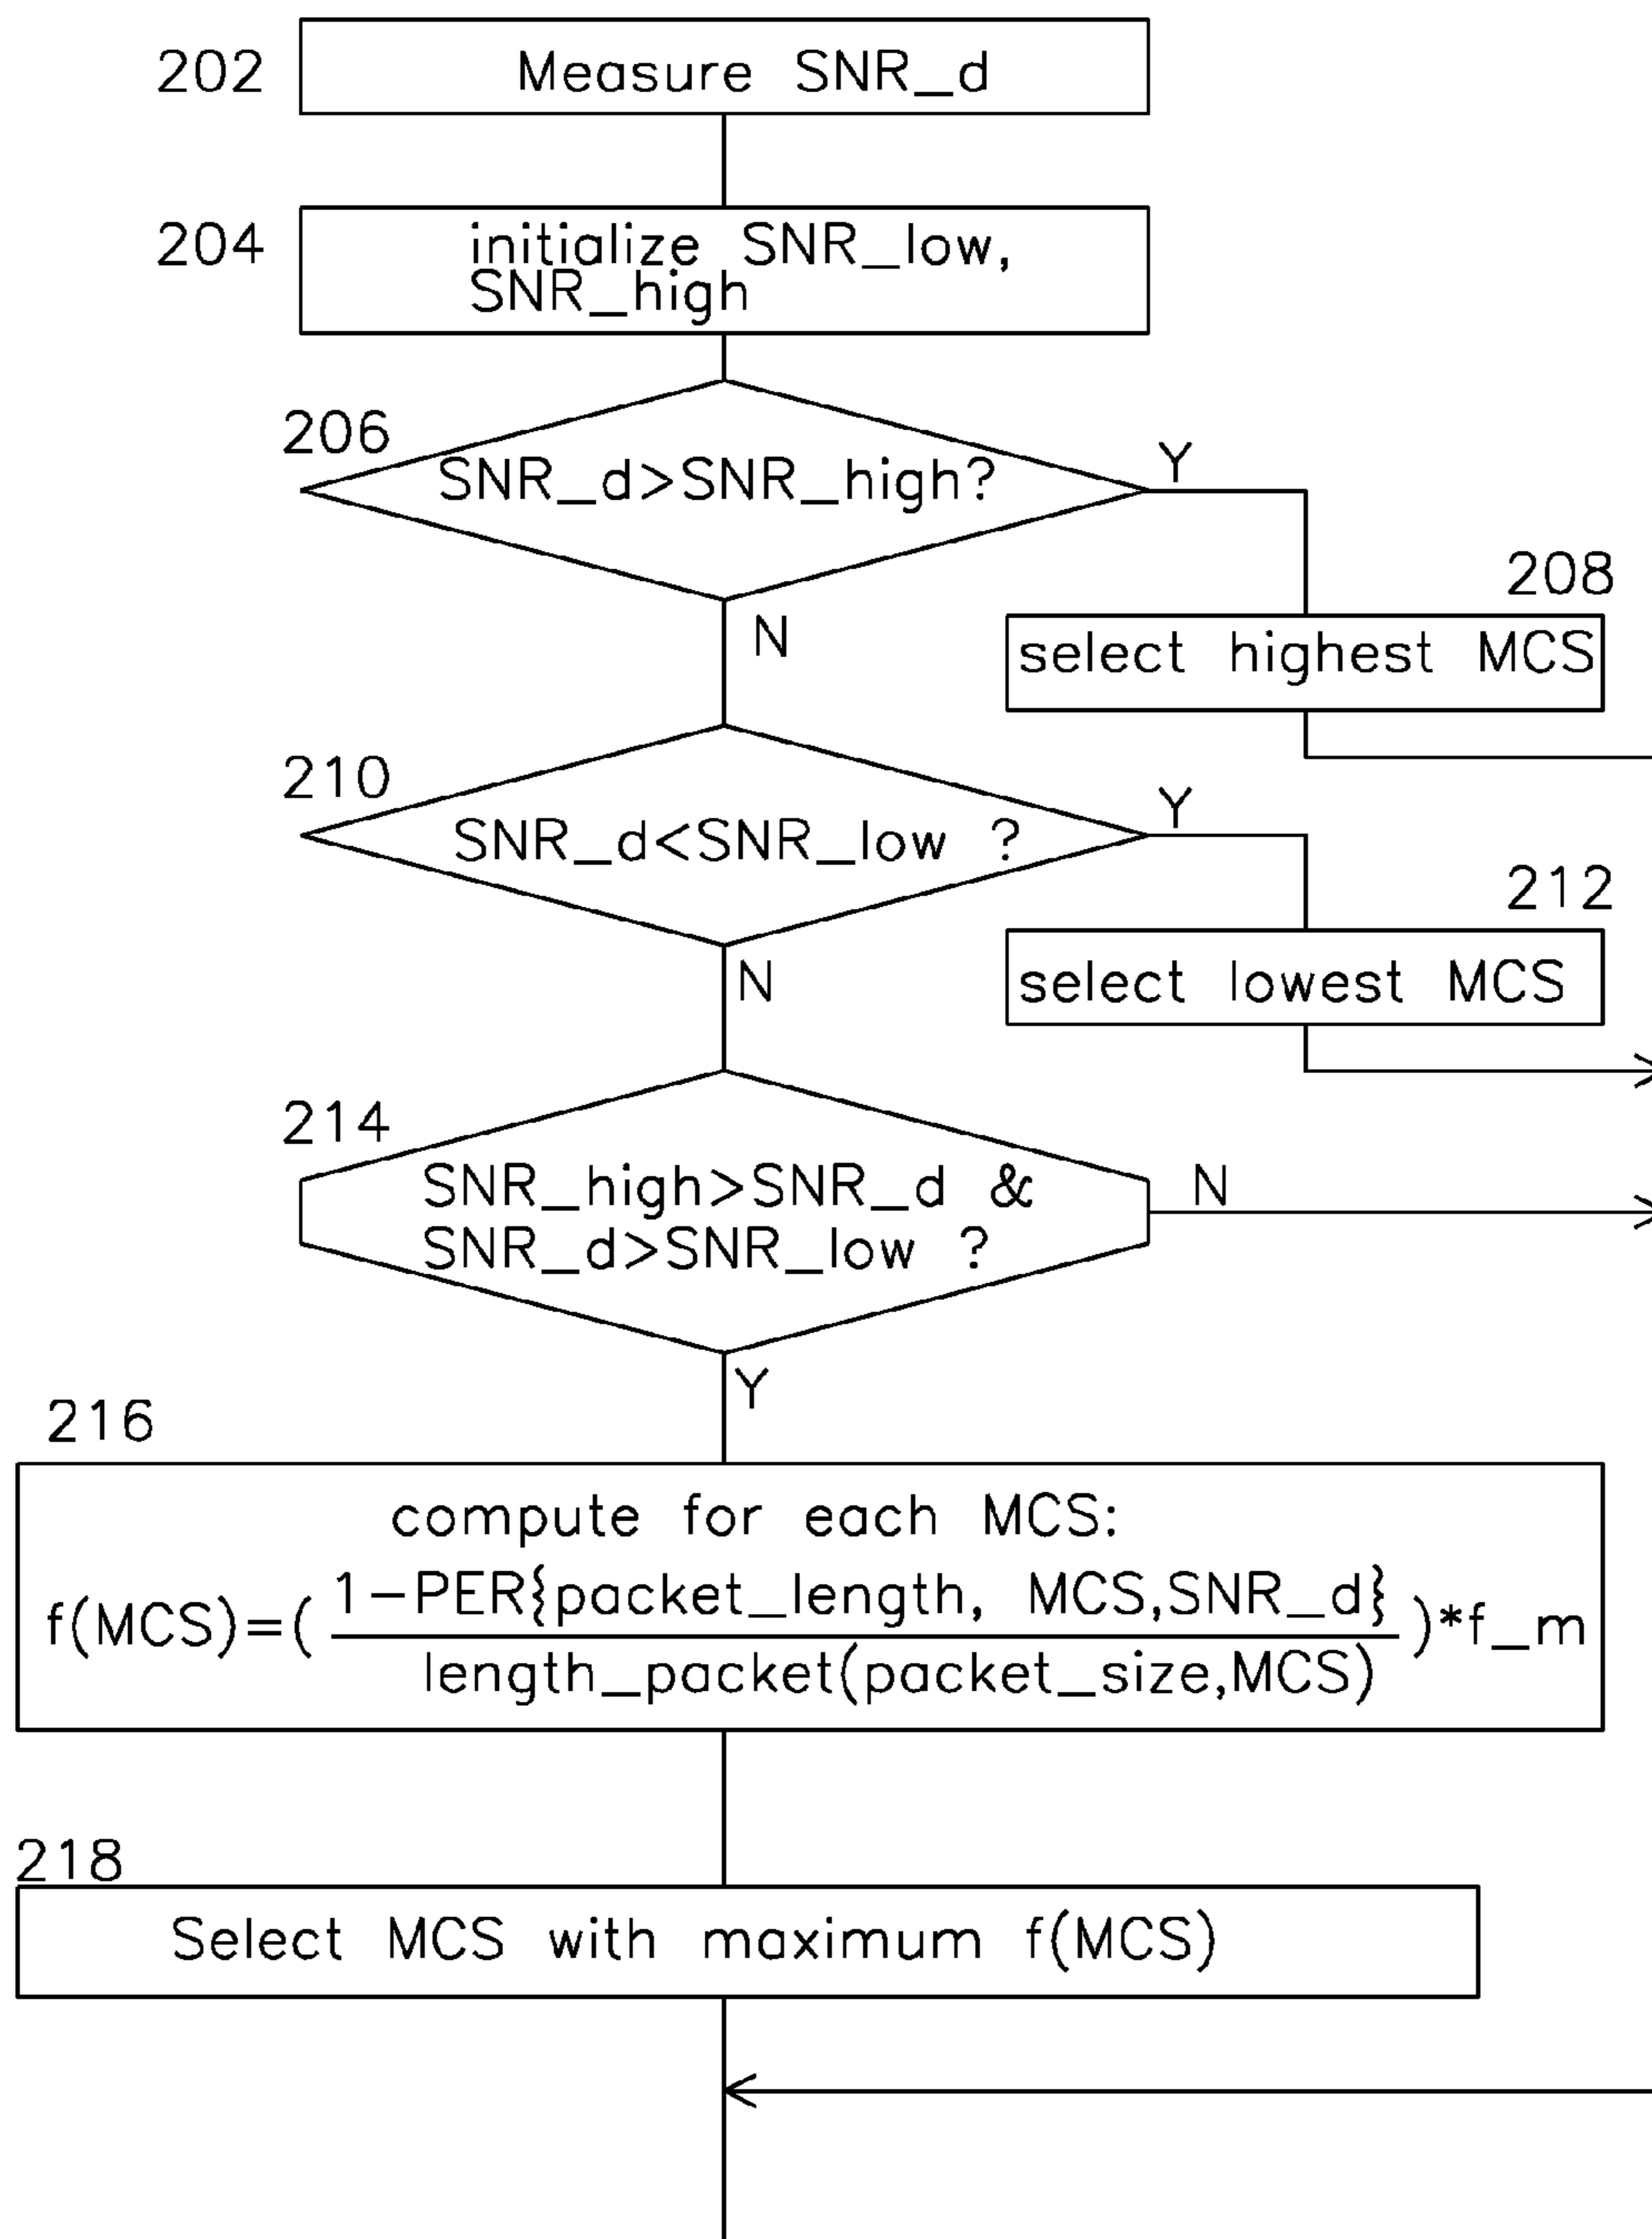 202
Measure SNR_d
204
initialize SNR_low,
SNR_high
206
SNR_d>SNR_high?
Y
N
208
select highest MCS
210
SNR_d<SNR_low ?
Y
N
212
select lowest MCS
214
SNR_high>SNR_d &
SNR_d>SNR_low ?
N
Y
216
compute for each MCS:
f(MCS)=( 1-PER{packet_length, MCS,SNR_d} / length_packet(packet_size,MCS) )*f_m
218
Select MCS with maximum f(MCS)